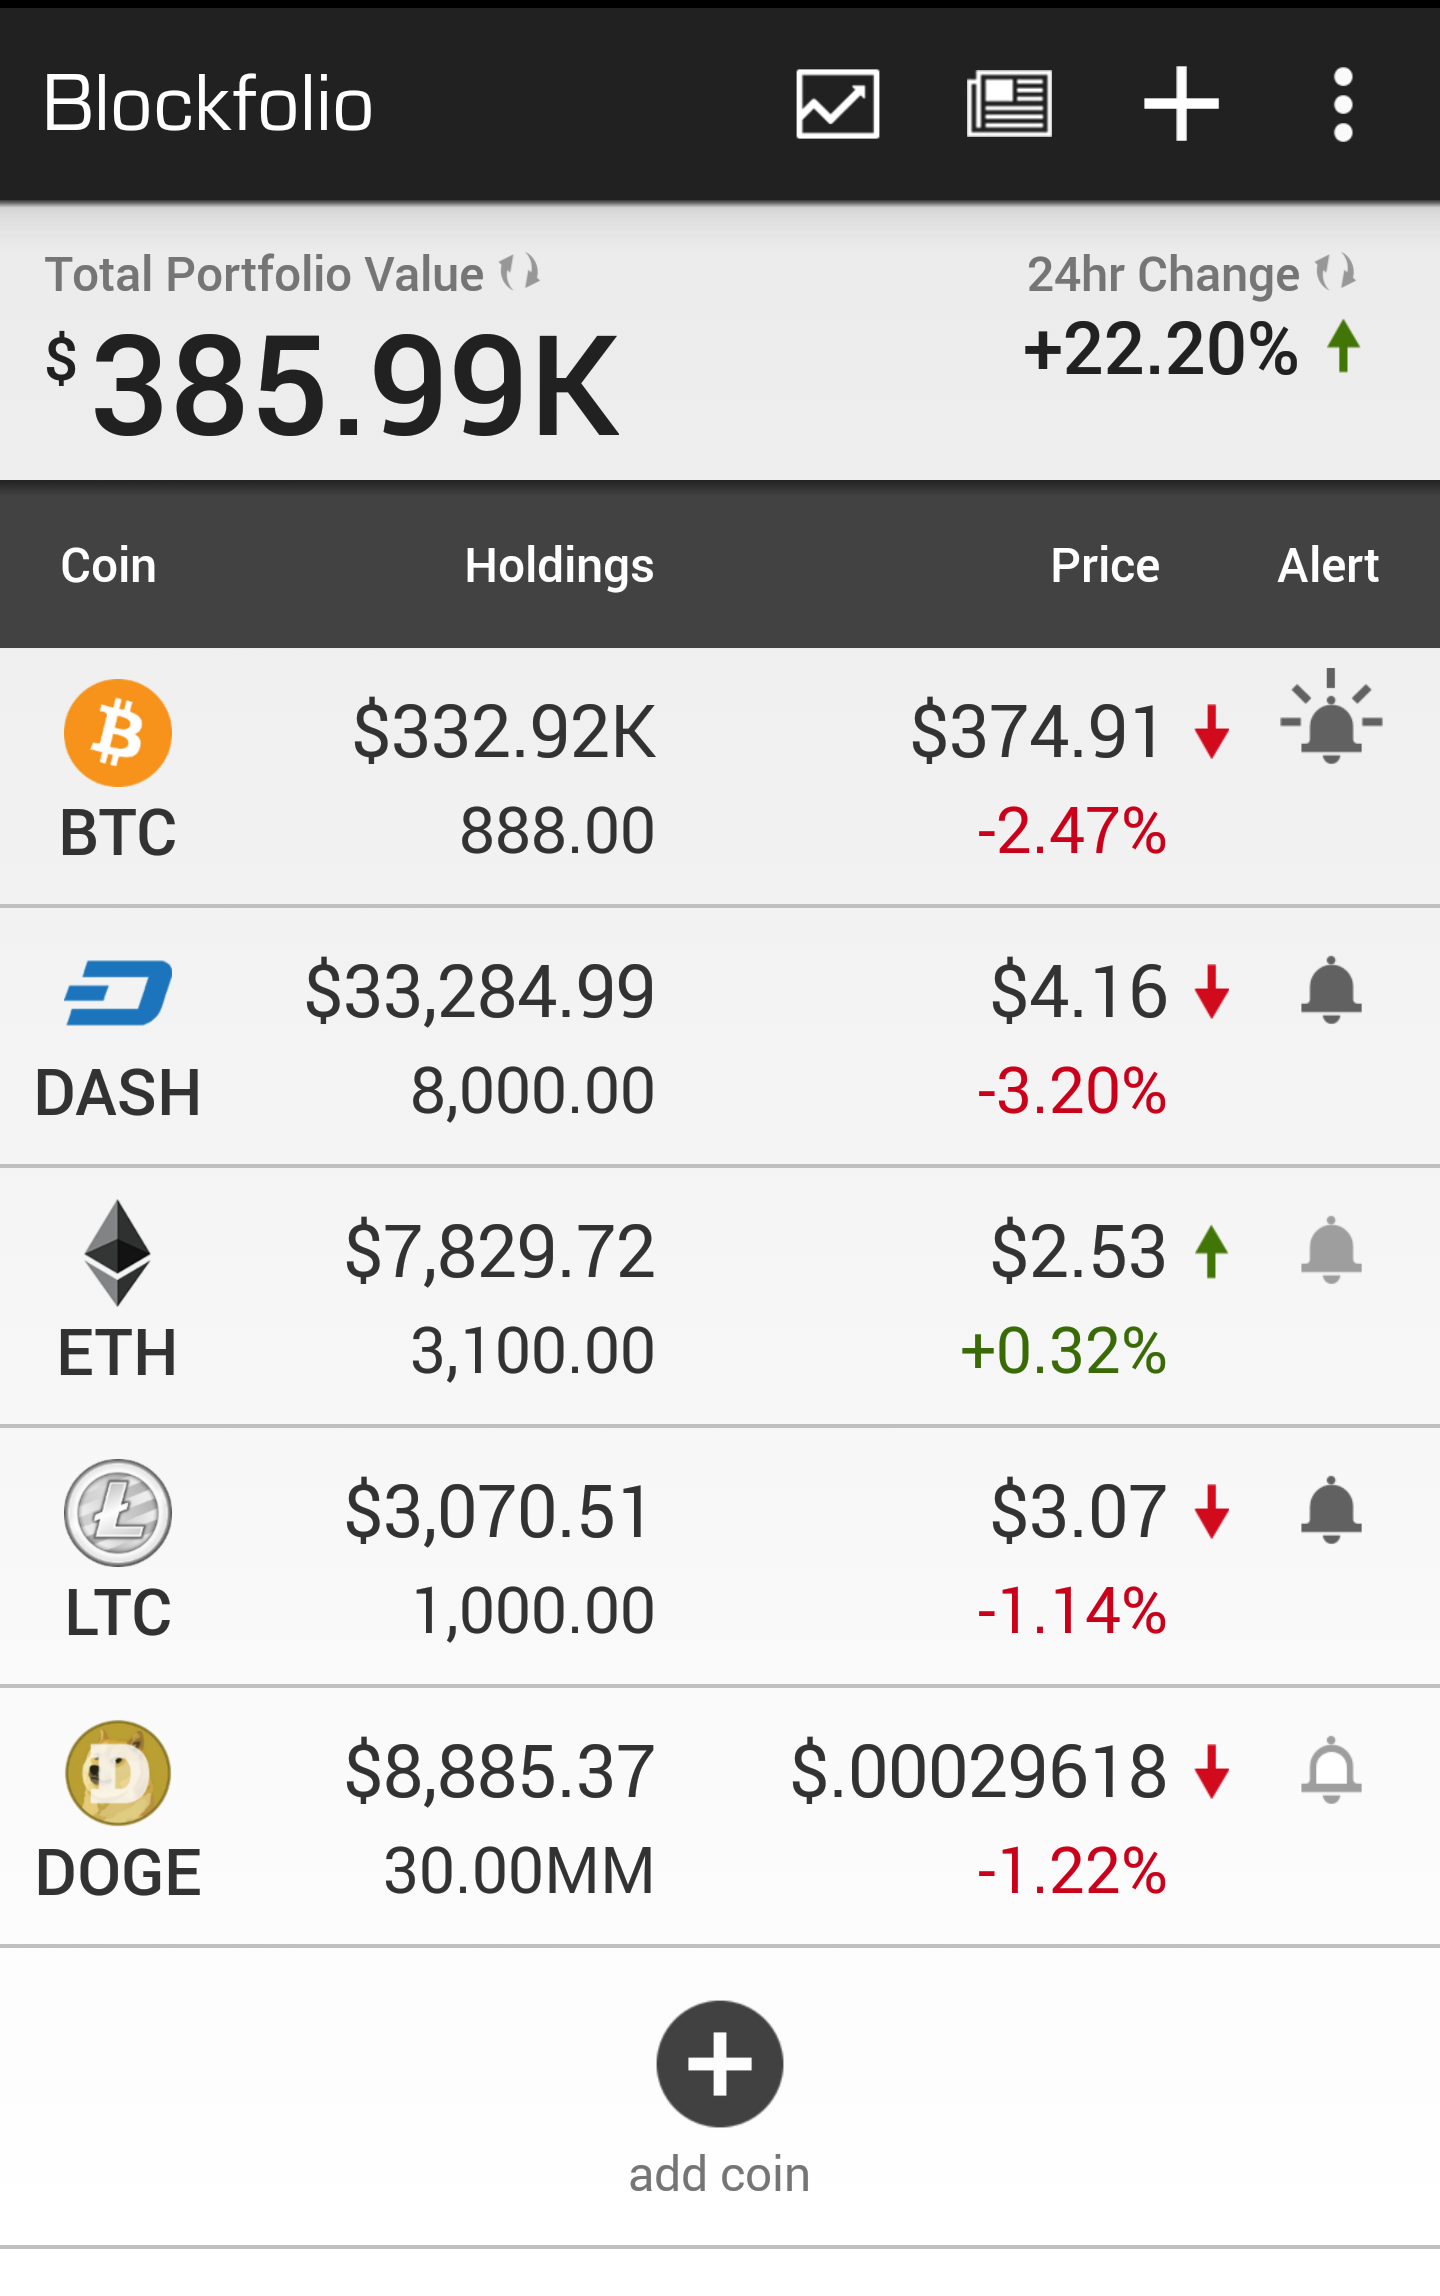 Blockfolio
Total Portfolio Value 24hr Change
$385.99K +22.20%
Coin Holdings Price Alert
$332.92K $374.91
BTC 888.00 -2.47%
$33,284.99 $4.16
DASH 8,000.00 -3.20%
$7,829.72 $2.53
ETH 3,100.00 +0.32%
$3,070.51 $3.07
LTC 1,000.00 -1.14%
$8,885.37 $.00029618
DOGE 30.00MM -1.22%
add coin